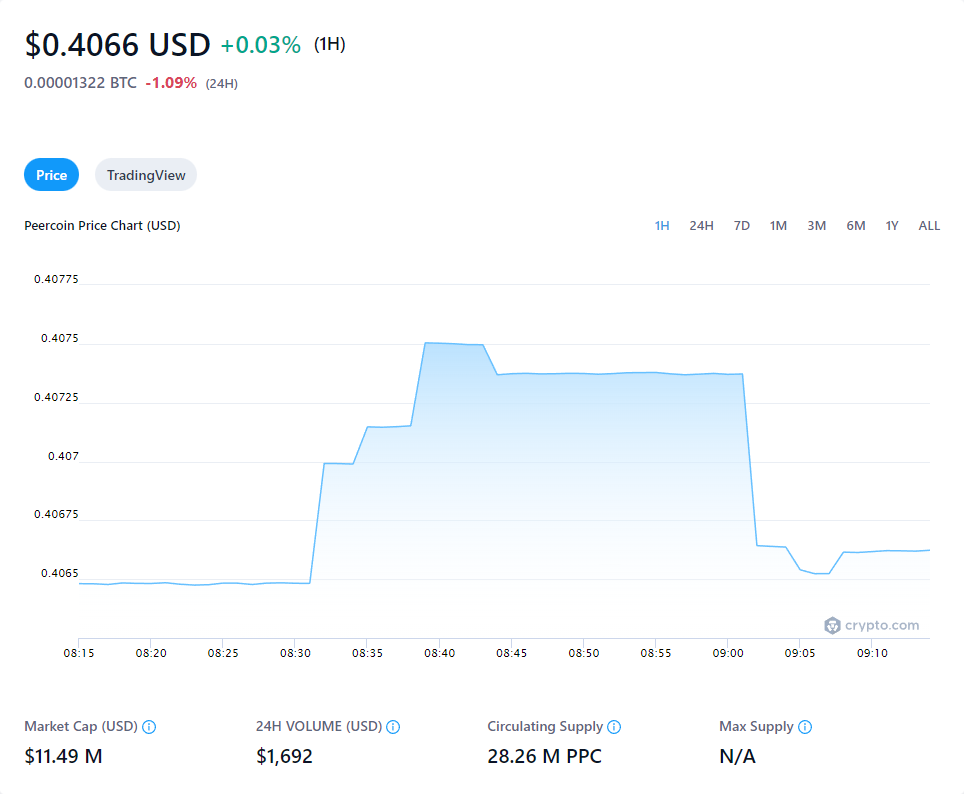 $0.4066 USD +0.03% (1H)
0.00001322 BTC -1.09% (24H)
Price TradingView
Peercoin Price Chart (USD) 1H 24H 7D 1M 3M 6M 1Y ALL
0.40775
0.4075
0.40725
0.407
0.40675
0.4065
crypto.com
08:15 08:20 08:25 08:30 08:35 08:40 08:45 08:50 08:55 09:00 09:05 09:10
Market Cap (USD) 24H VOLUME (USD) Circulating Supply Max Supply
$11.49 M $1,692 28.26 M PPC N/A